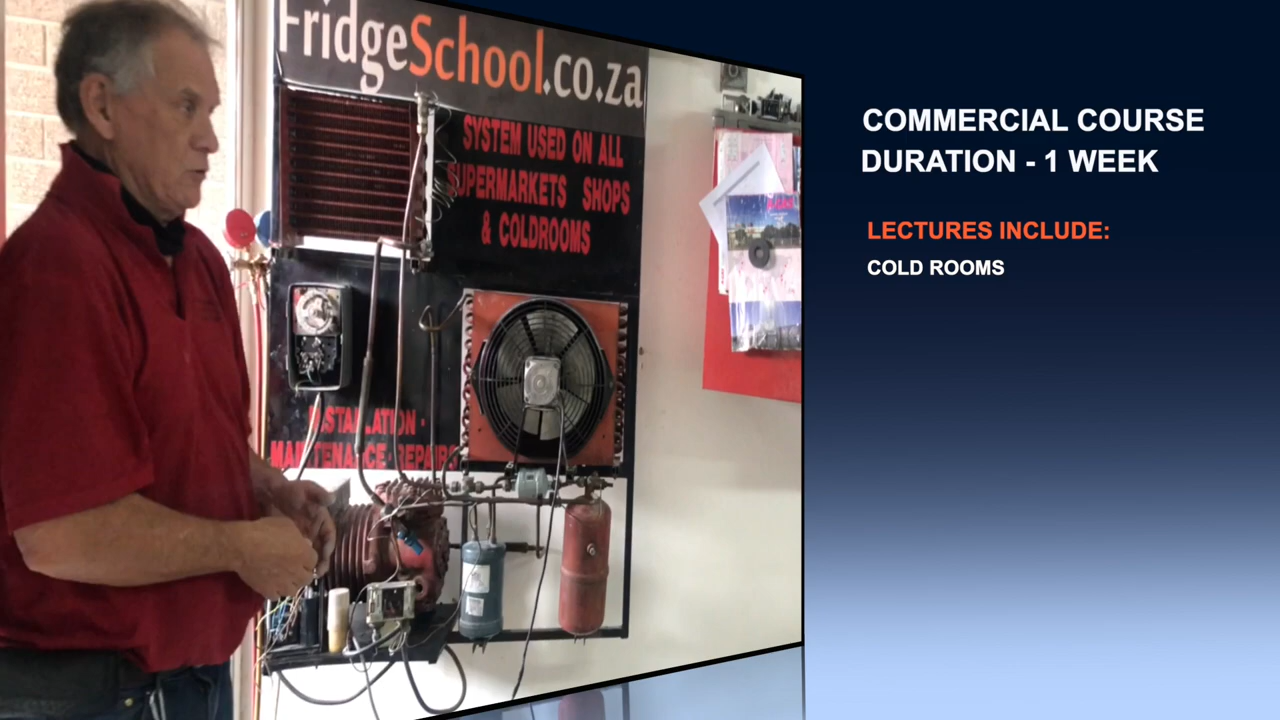 FridgeSchool.co.za
SYSTEM USED ON ALL
SUPERMARKETS SHOPS
& COLDROOMS
INSTALLATION -
MAINTENANCE - REPAIRS
COMMERCIAL COURSE
DURATION - 1 WEEK
LECTURES INCLUDE:
COLD ROOMS